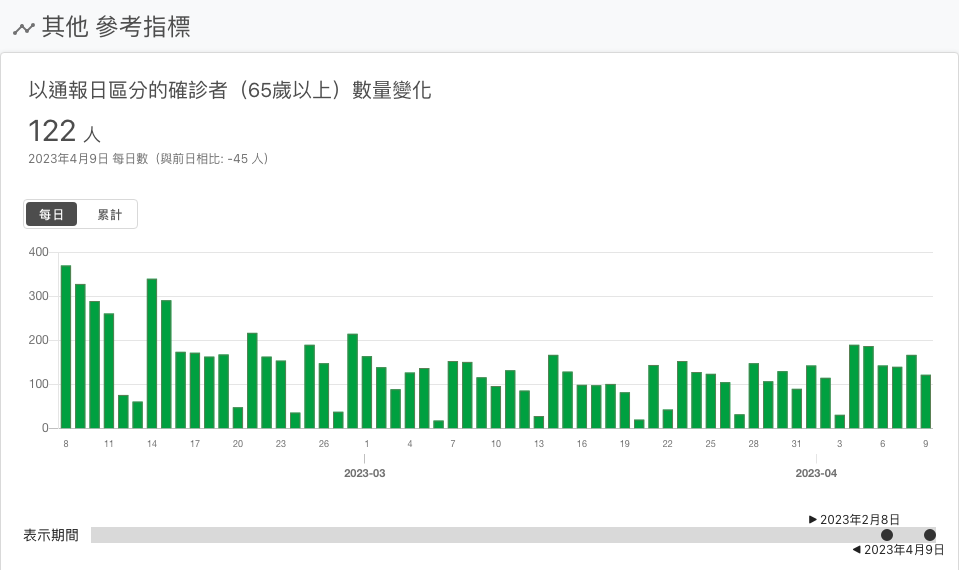 其他 參考指標
以通報日區分的確診者（65歲以上）數量變化
122 人
2023年4月9日 每日數（與前日相比: -45 人）
每日 累計
400
300
200
100
0
8 11 14 17 20 23 26 1 4 7 10 13 16 19 22 25 28 31 3 6 9
2023-03 2023-04
▶ 2023年2月8日
表示期間
◀ 2023年4月9日